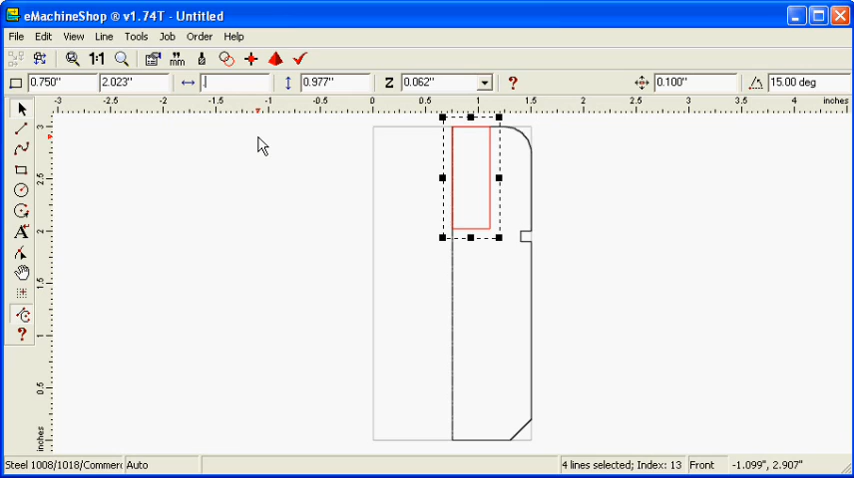 eMachineShop ® v1.74T - Untitled
File Edit View Line Tools Job Order Help
1:1 mm
0.750" 2.023" . 0.977" Z 0.062" ? 0.100" 15.00 deg
-3 -2.5 -2 -1.5 -1 -0.5 0 0.5 1 1.5 2 2.5 3 3.5 4 inches
3
2.5
2
1.5
1
0.5
inches
A
?
Steel 1008/1018/Commerc Auto 4 lines selected; Index: 13 Front -1.099", 2.907"